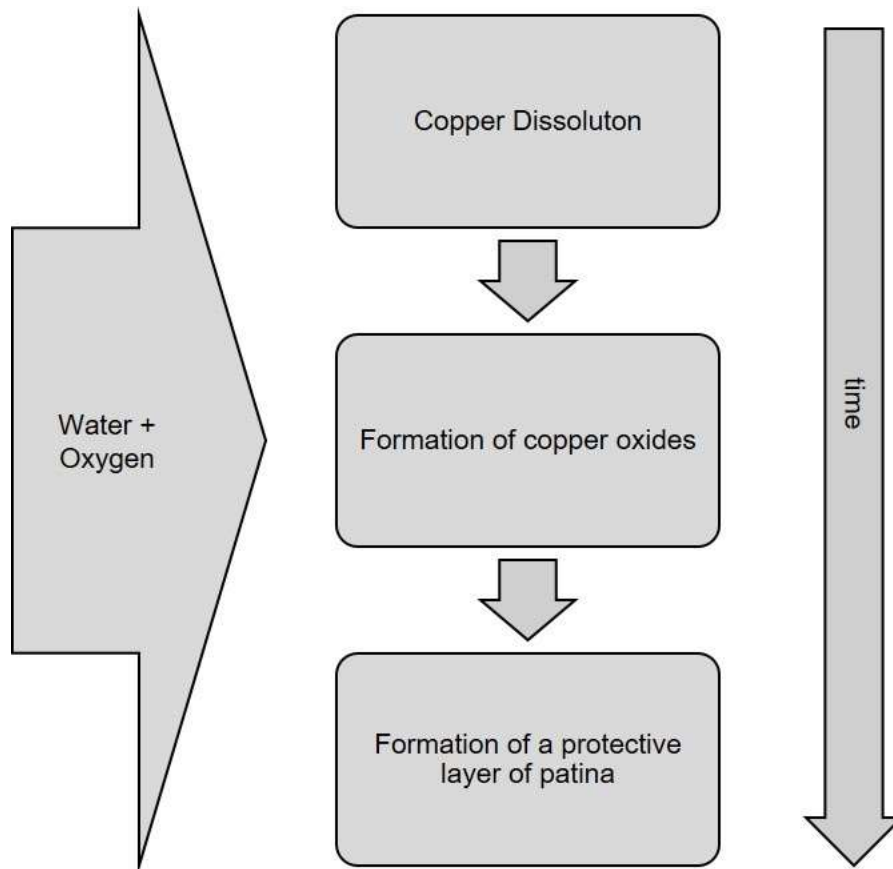 Copper Dissoluton
Water +
Oxygen
Formation of copper oxides
time
Formation of a protective
layer of patina